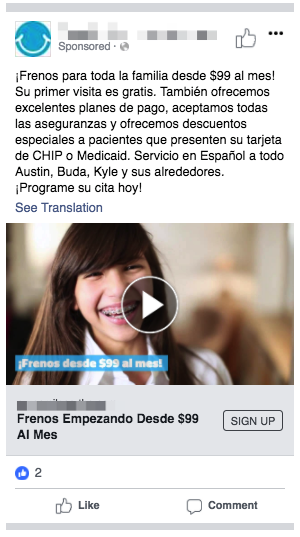 Sponsored ·
¡Frenos para toda la familia desde $99 al mes!
Su primer visita es gratis. También ofrecemos
excelentes planes de pago, aceptamos todas
las aseguranzas y ofrecemos descuentos
especiales a pacientes que presenten su tarjeta
de CHIP o Medicaid. Servicio en Español a todo
Austin, Buda, Kyle y sus alrededores.
¡Programe su cita hoy!
See Translation
¡Frenos desde $99 al mes!
Frenos Empezando Desde $99
Al Mes
SIGN UP
2
Like
Comment